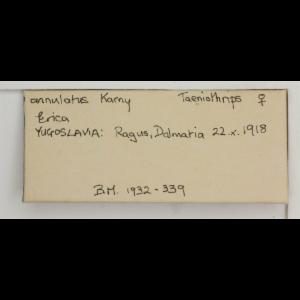 annulatus Karny Taeniothrips ♀
Erica
YUGOSLAVIA: Ragus, Dalmatia 22.x.1918
B.M. 1932-339